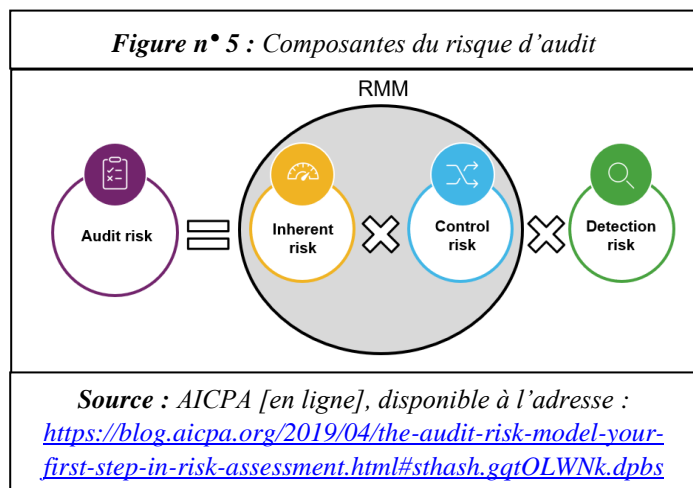 Figure n° 5 : Composantes du risque d’audit
RMM
Audit risk
Inherent
risk
Control
risk
Detection
risk
Source : AICPA [en ligne], disponible à l’adresse :
https://blog.aicpa.org/2019/04/the-audit-risk-model-your-
first-step-in-risk-assessment.html#sthash.gqtOLWNk.dpbs